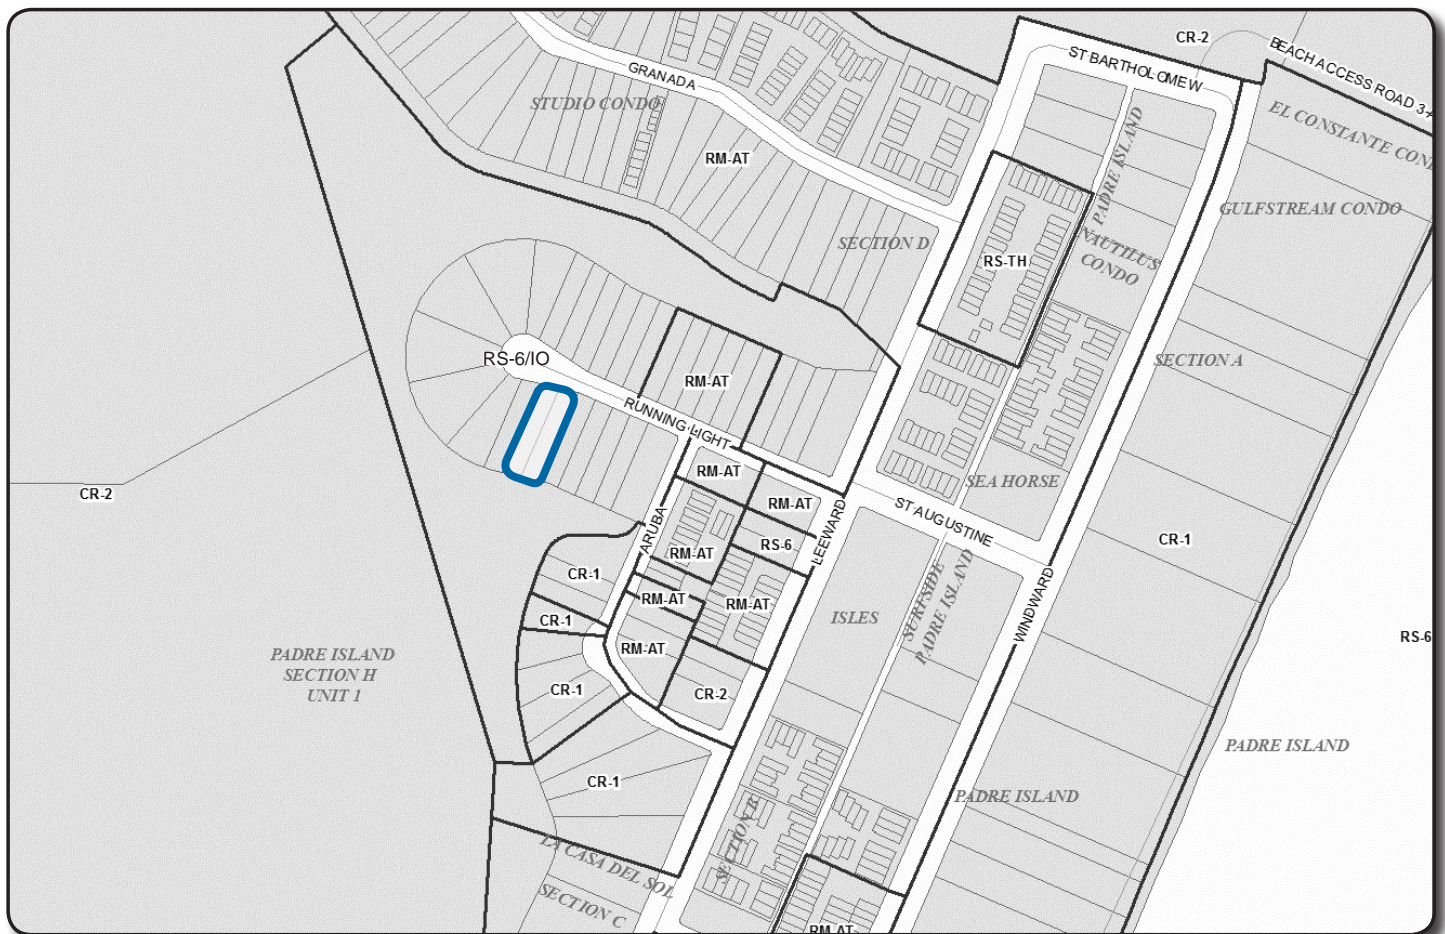 CR-2
BEACH ACCESS ROAD 3-
ST BARTHOLOMEW
GRANADA
STUDIO CONDO
EL CONSTANTE CON
PADRE ISLAND
RM-AT
GULFSTREAM CONDO
SECTION D
NAUTILUS
CONDO
RS-TH
RS-6/IO
SECTION A
RM-AT
RUNNING LIGHT
RM-AT
SEA HORSE
CR-2
RM-AT
ST AUGUSTINE
LEEWARD
ARUBA
RS-6
CR-1
RM-AT
CR-1
RM-AT
RM-AT
SURFSIDE
PADRE ISLAND
WINDWARD
ISLES
CR-1
RS-6
RM-AT
PADRE ISLAND
SECTION H
UNIT 1
CR-1
CR-2
PADRE ISLAND
CR-1
PADRE ISLAND
SECTION B
LA CASA DEL SOL
SECTION C
RM-AT